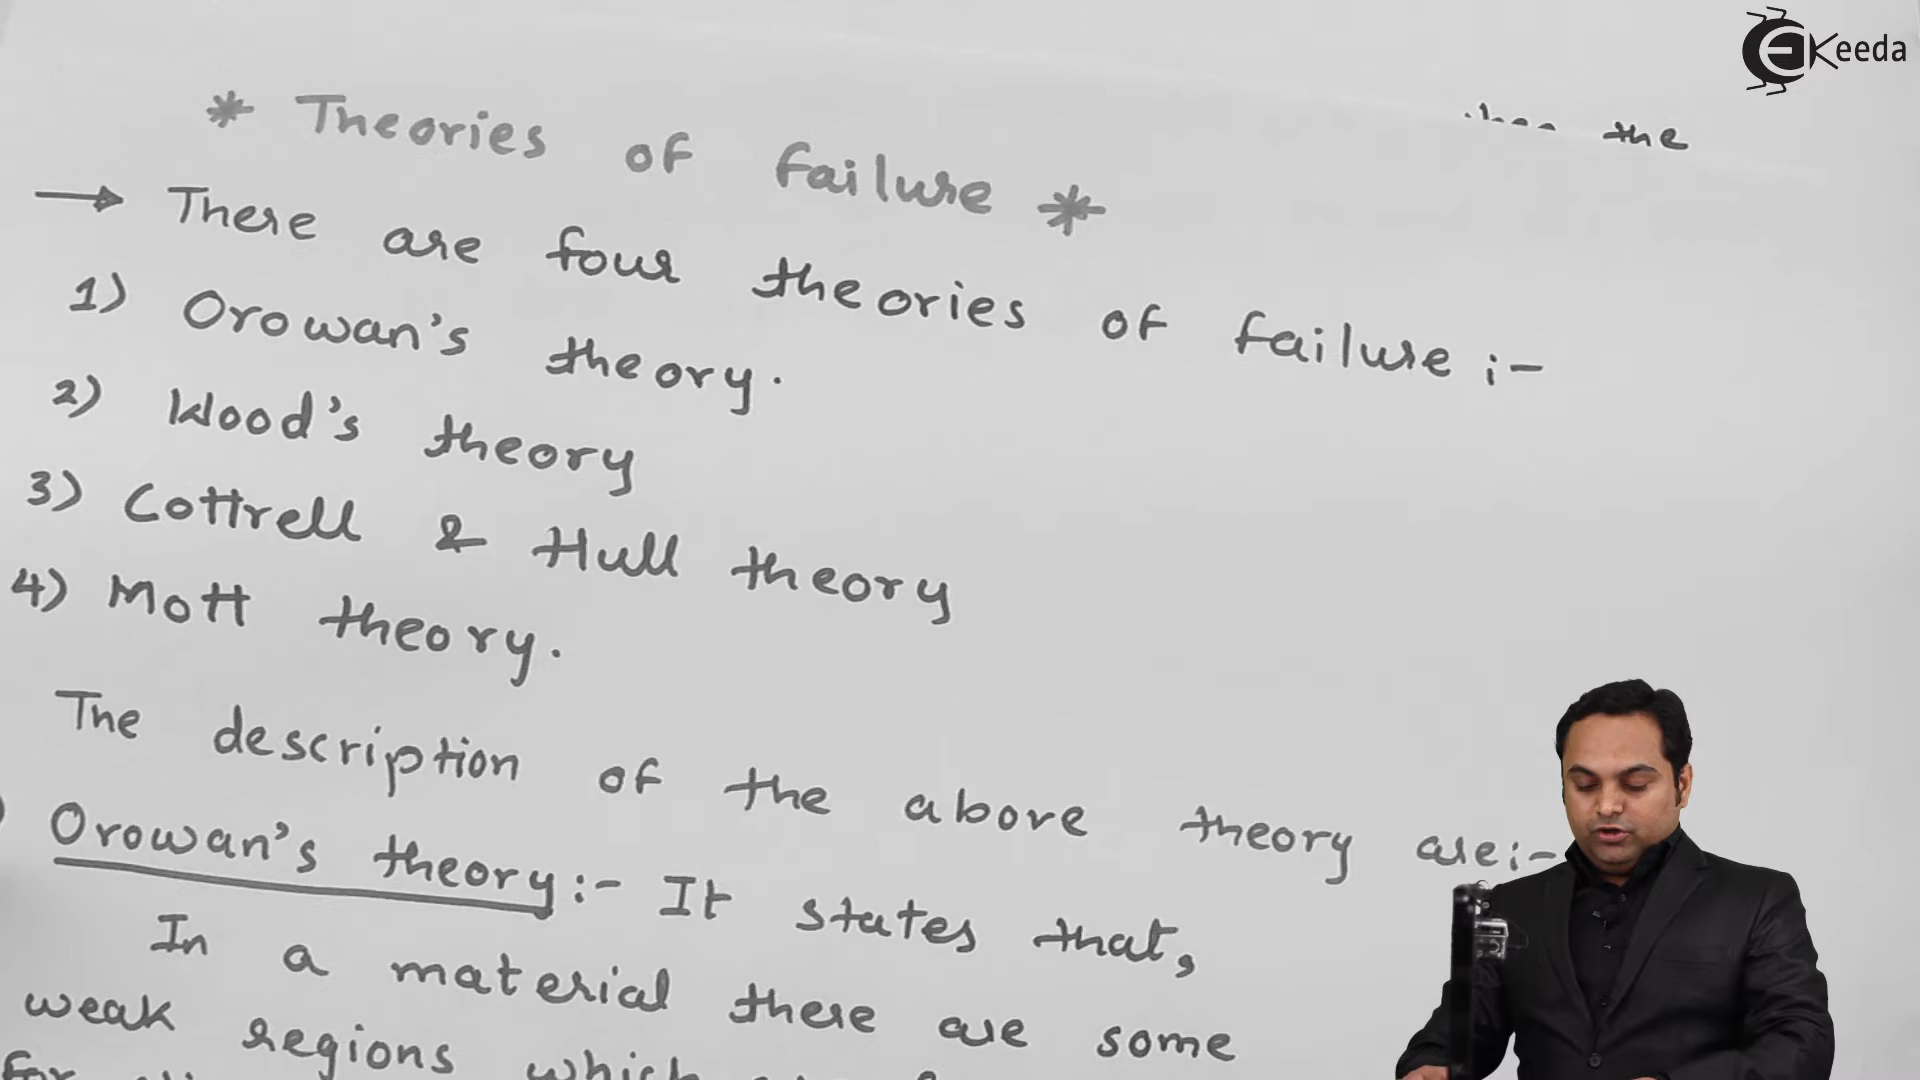 Keeda
the
* Theories of failure *
→ There are four theories of failure :-
1) Orowan's theory.
2) Wood's theory
3) Cottrell & Hull theory
4) Mott theory.
The description of the above theory are:-
Orowan's theory:- It states that,
In a material there are some
weak regions which
for